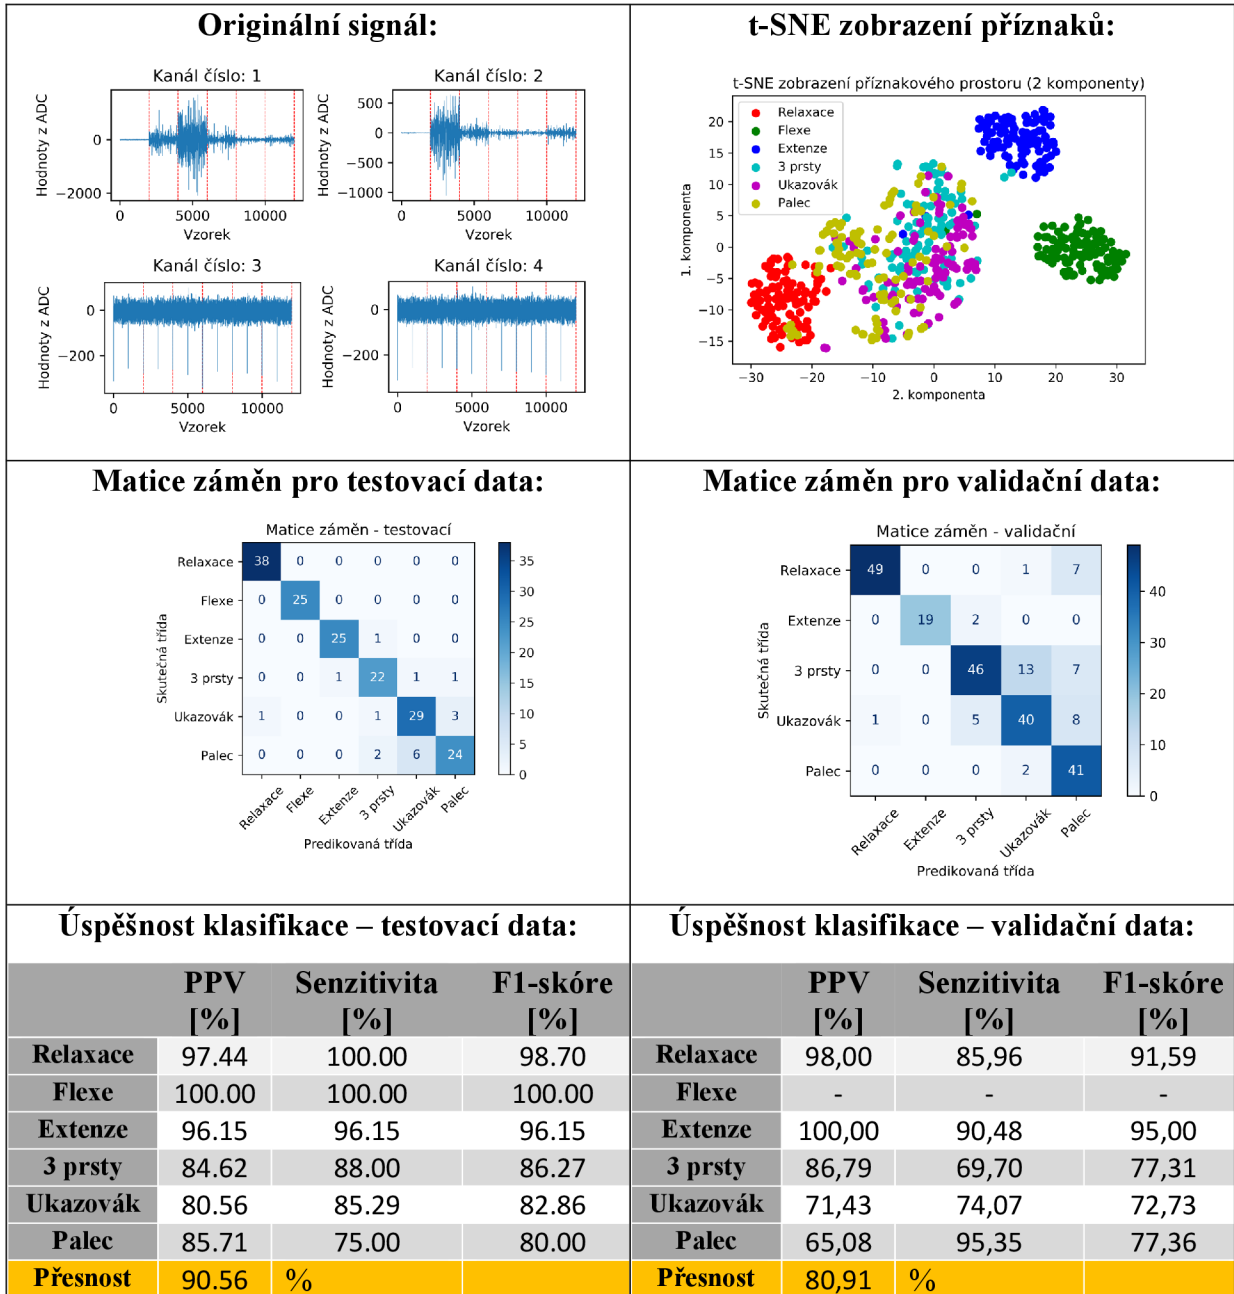 Originální signál:
Kanál číslo: 1
Hodnoty z ADC
0
−2000
0 5000 10000
Vzorek
Kanál číslo: 2
Hodnoty z ADC
500
0
−500
−1000
0 5000 10000
Vzorek
Kanál číslo: 3
Hodnoty z ADC
0
−200
0 5000 10000
Vzorek
Kanál číslo: 4
Hodnoty z ADC
0
−200
0 5000 10000
Vzorek
t-SNE zobrazení příznaků:
t-SNE zobrazení příznakového prostoru (2 komponenty)
Relaxace
Flexe
Extenze
3 prsty
Ukazovák
Palec
1. komponenta
20
15
10
5
0
−5
−10
−15
−30 −20 −10 0 10 20 30
2. komponenta
Matice záměn pro testovací data:
Matice záměn - testovací
Skutečná třída
Relaxace 38 0 0 0 0 0
Flexe 0 25 0 0 0 0
Extenze 0 0 25 1 0 0
3 prsty 0 0 1 22 1 1
Ukazovák 1 0 0 1 29 3
Palec 0 0 0 2 6 24
Relaxace Flexe Extenze 3 prsty Ukazovák Palec
Predikovaná třída
35
30
25
20
15
10
5
0
Matice záměn pro validační data:
Matice záměn - validační
Skutečná třída
Relaxace 49 0 0 1 7
Extenze 0 19 2 0 0
3 prsty 0 0 46 13 7
Ukazovák 1 0 5 40 8
Palec 0 0 0 2 41
Relaxace Extenze 3 prsty Ukazovák Palec
Predikovaná třída
40
30
20
10
0
Úspěšnost klasifikace – testovací data:
PPV Senzitivita F1-skóre
[%] [%] [%]
Relaxace 97.44 100.00 98.70
Flexe 100.00 100.00 100.00
Extenze 96.15 96.15 96.15
3 prsty 84.62 88.00 86.27
Ukazovák 80.56 85.29 82.86
Palec 85.71 75.00 80.00
Přesnost 90.56 %
Úspěšnost klasifikace – validační data:
PPV Senzitivita F1-skóre
[%] [%] [%]
Relaxace 98,00 85,96 91,59
Flexe - - -
Extenze 100,00 90,48 95,00
3 prsty 86,79 69,70 77,31
Ukazovák 71,43 74,07 72,73
Palec 65,08 95,35 77,36
Přesnost 80,91 %